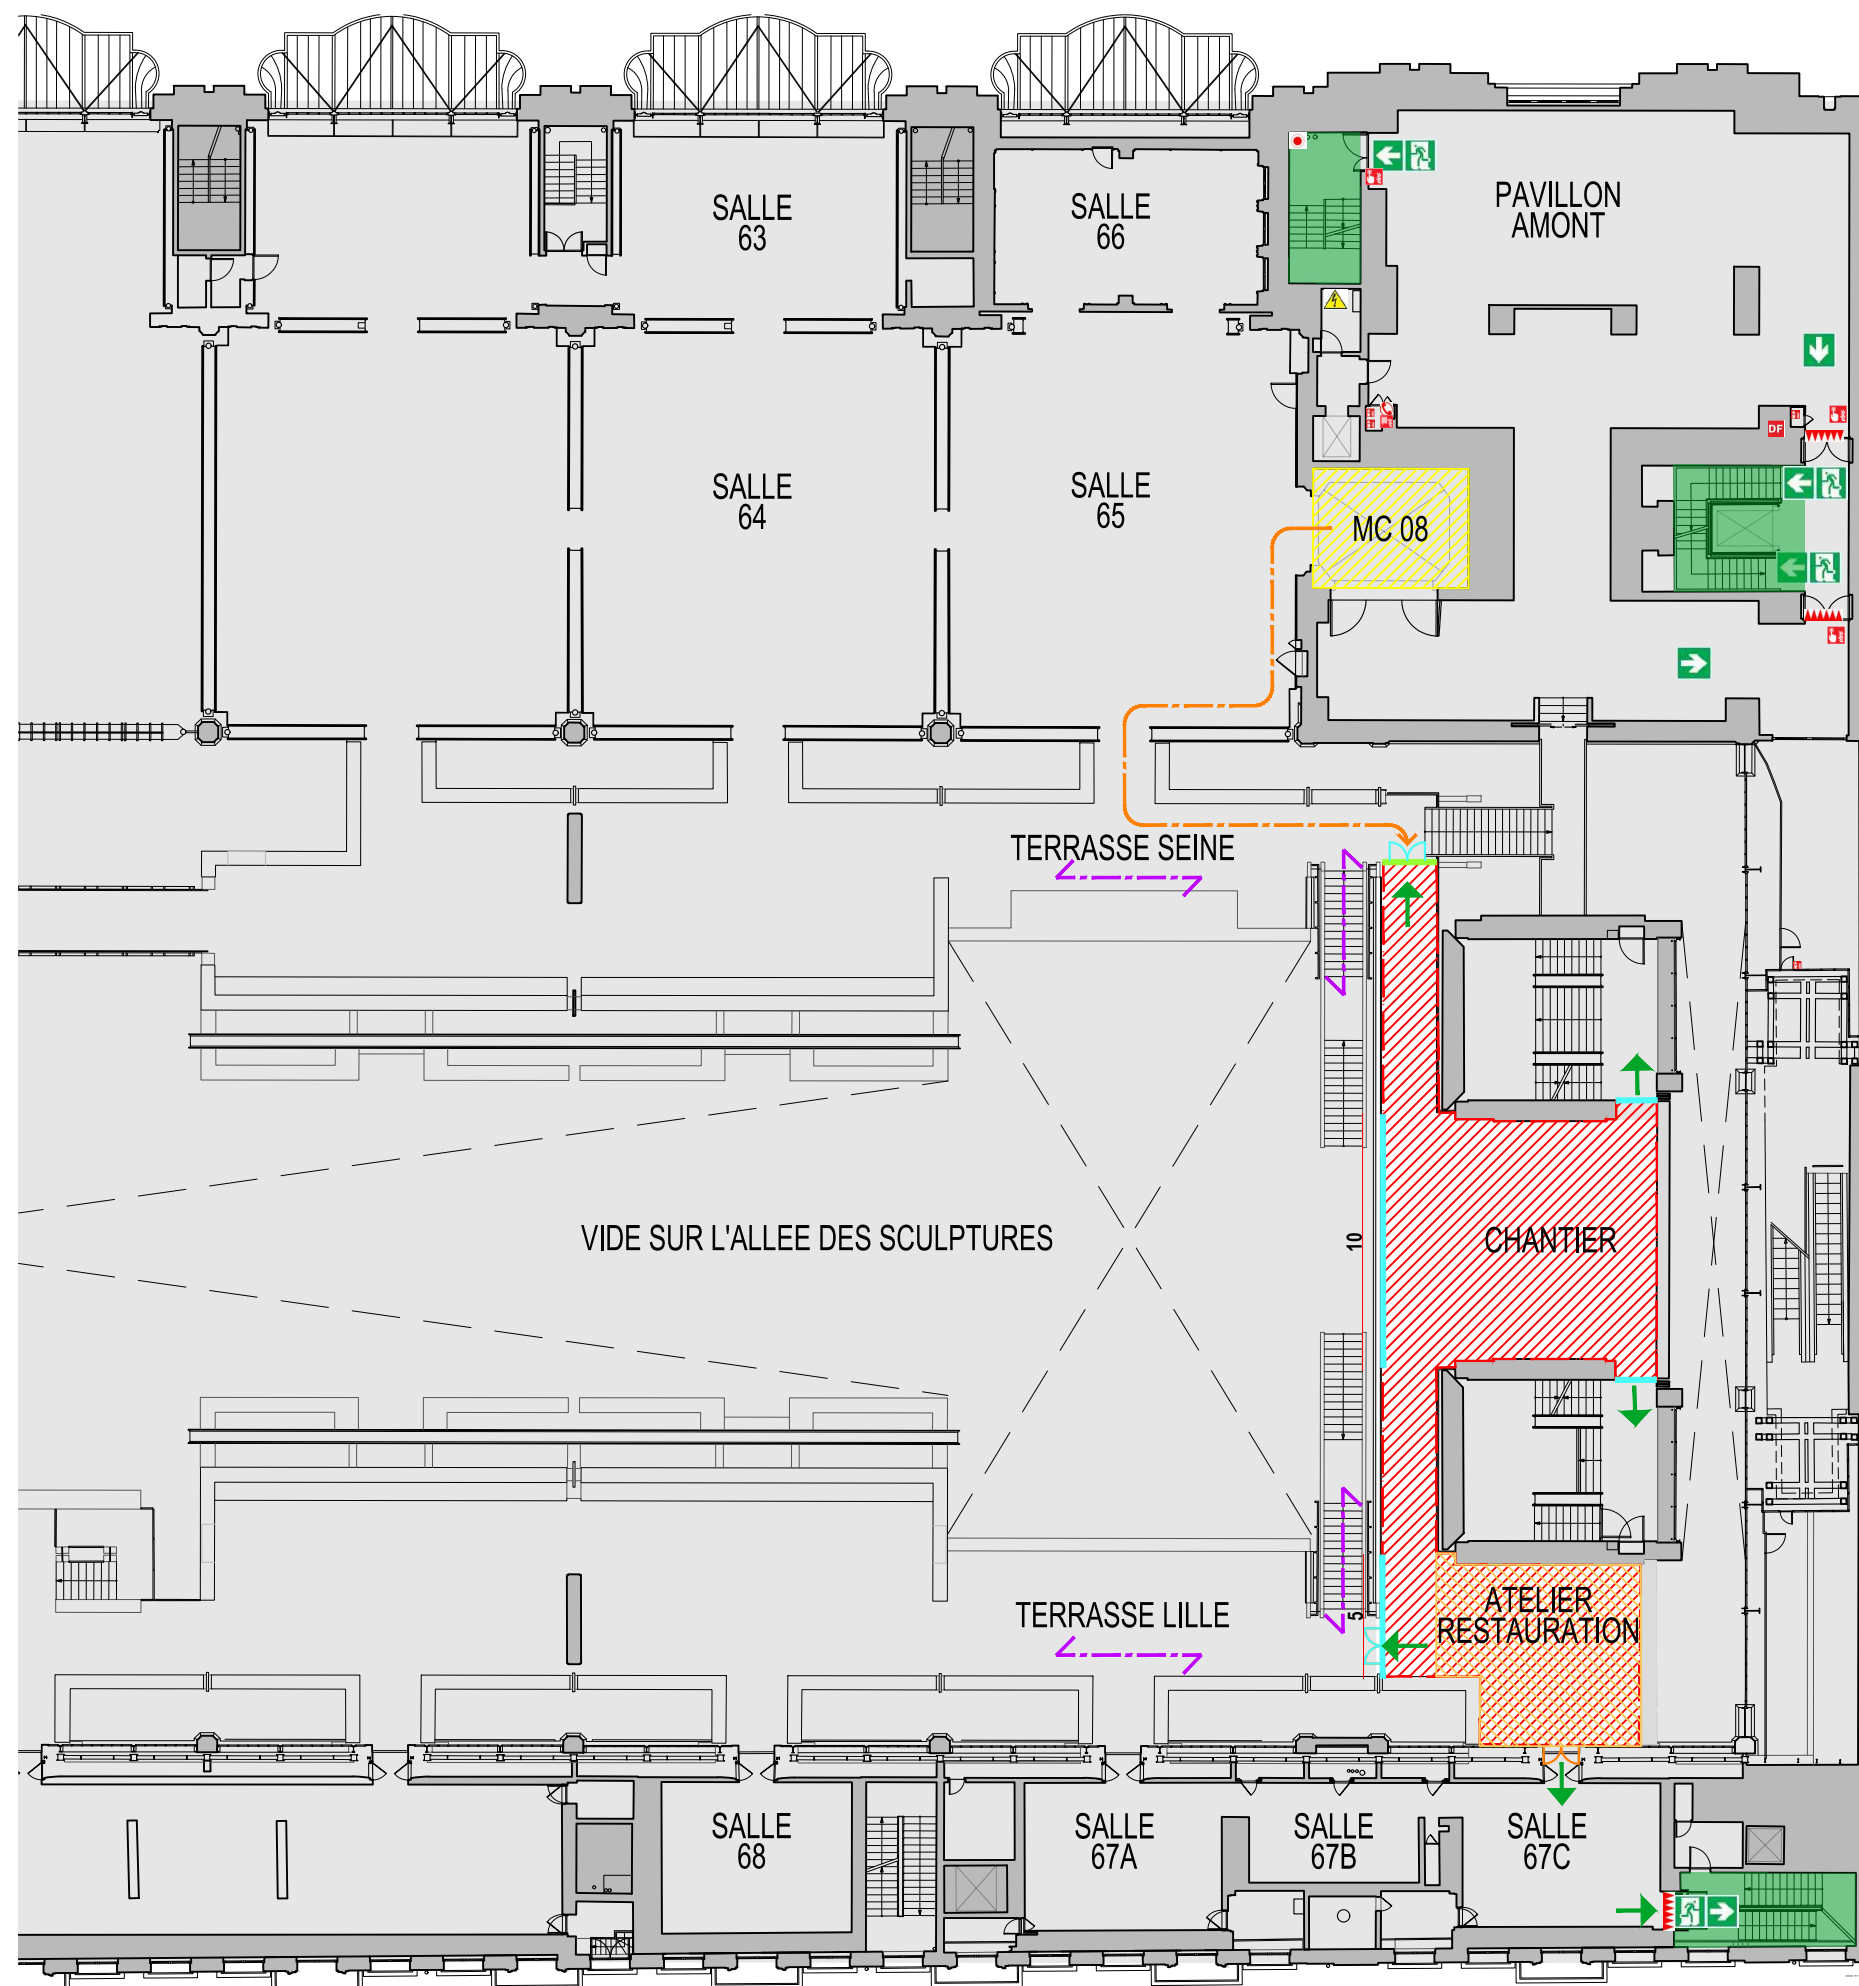 SALLE
63
SALLE
66
PAVILLON
AMONT
DF
SALLE
64
SALLE
65
MC 08
TERRASSE SEINE
VIDE SUR L'ALLEE DES SCULPTURES
10
CHANTIER
TERRASSE LILLE
5
ATELIER
RESTAURATION
SALLE
68
SALLE
67A
SALLE
67B
SALLE
67C